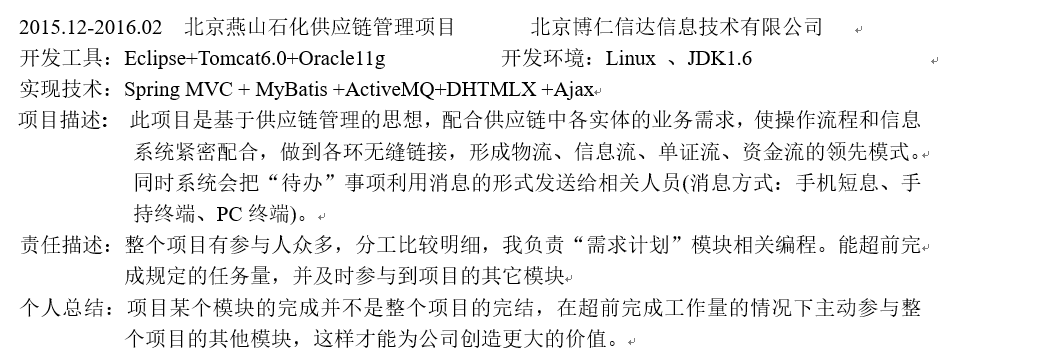 2015.12-2016.02 北京燕山石化供应链管理项目 北京博仁信达信息技术有限公司
开发工具：Eclipse+Tomcat6.0+Oracle11g 开发环境：Linux 、JDK1.6
实现技术：Spring MVC + MyBatis +ActiveMQ+DHTMLX +Ajax
项目描述： 此项目是基于供应链管理的思想，配合供应链中各实体的业务需求，使操作流程和信息
系统紧密配合，做到各环无缝链接，形成物流、信息流、单证流、资金流的领先模式。
同时系统会把“待办”事项利用消息的形式发送给相关人员(消息方式：手机短息、手
持终端、PC 终端)。
责任描述：整个项目有参与人众多，分工比较明细，我负责“需求计划”模块相关编程。能超前完
成规定的任务量，并及时参与到项目的其它模块
个人总结：项目某个模块的完成并不是整个项目的完结，在超前完成工作量的情况下主动参与整
个项目的其他模块，这样才能为公司创造更大的价值。